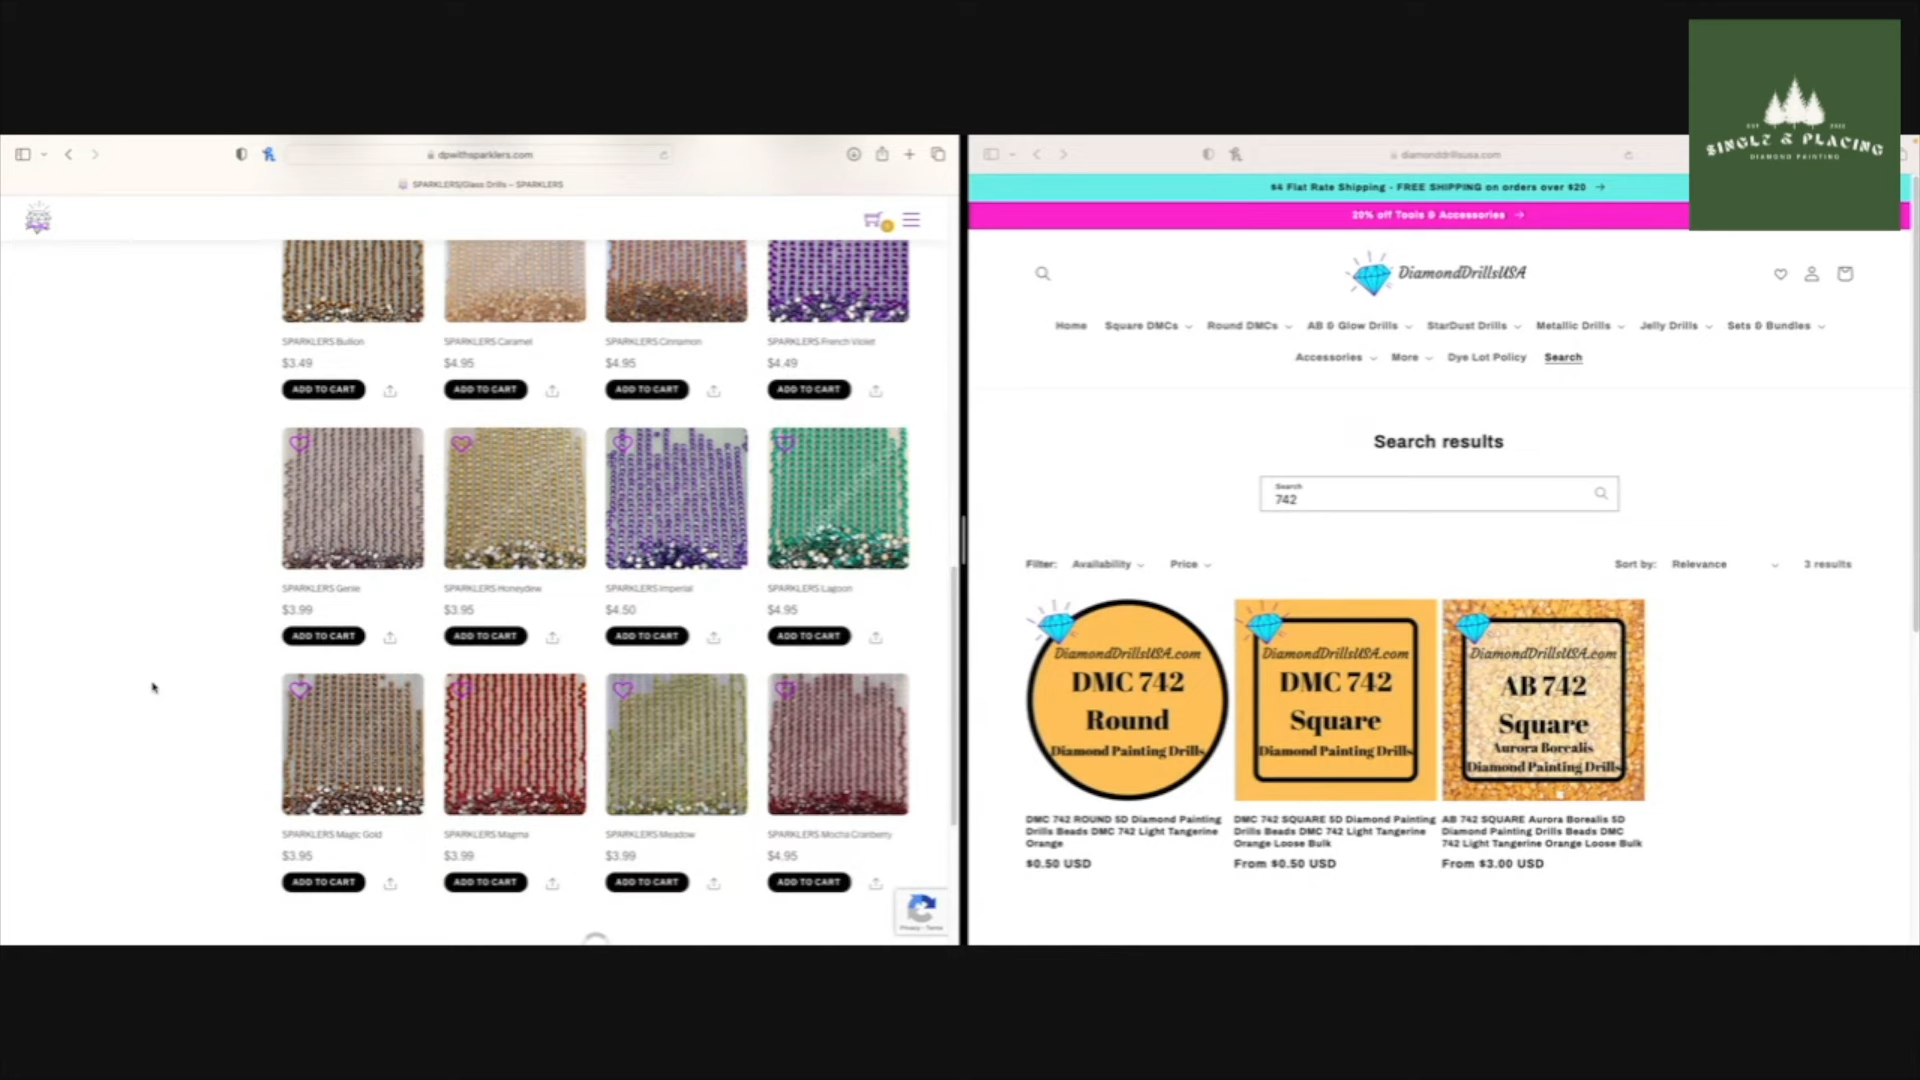 dpwithsparklers.com
SPARKLERS/Glass Drills – SPARKLERS
SPARKLERS Bullion
$3.49
ADD TO CART
SPARKLERS Caramel
$4.95
ADD TO CART
SPARKLERS Cinnamon
$4.95
ADD TO CART
SPARKLERS French Violet
$4.49
ADD TO CART
SPARKLERS Genie
$3.99
ADD TO CART
SPARKLERS Honeydew
$3.95
ADD TO CART
SPARKLERS Imperial
$4.50
ADD TO CART
SPARKLERS Lagoon
$4.95
ADD TO CART
SPARKLERS Magic Gold
$3.95
ADD TO CART
SPARKLERS Magma
$3.99
ADD TO CART
SPARKLERS Meadow
$3.99
ADD TO CART
SPARKLERS Mocha Cranberry
$4.95
ADD TO CART
Privacy - Terms
diamonddrillsusa.com
$4 Flat Rate Shipping - FREE SHIPPING on orders over $20 →
20% off Tools & Accessories →
DiamondDrillsUSA
Home Square DMCs Round DMCs AB & Glow Drills StarDust Drills Metallic Drills Jelly Drills Sets & Bundles
Accessories More Dye Lot Policy Search
Search results
Search
742
Filter: Availability Price Sort by: Relevance 3 results
DiamondDrillsUSA.com
DMC 742
Round
Diamond Painting Drills
DMC 742 ROUND 5D Diamond Painting
Drills Beads DMC 742 Light Tangerine
Orange
$0.50 USD
DiamondDrillsUSA.com
DMC 742
Square
Diamond Painting Drills
DMC 742 SQUARE 5D Diamond Painting
Drills Beads DMC 742 Light Tangerine
Orange Loose Bulk
From $0.50 USD
DiamondDrillsUSA.com
AB 742
Square
Aurora Borealis
Diamond Painting Drills
AB 742 SQUARE Aurora Borealis 5D
Diamond Painting Drills Beads DMC
742 Light Tangerine Orange Loose Bulk
From $3.00 USD
SINGLE & PLACING
DIAMOND PAINTING